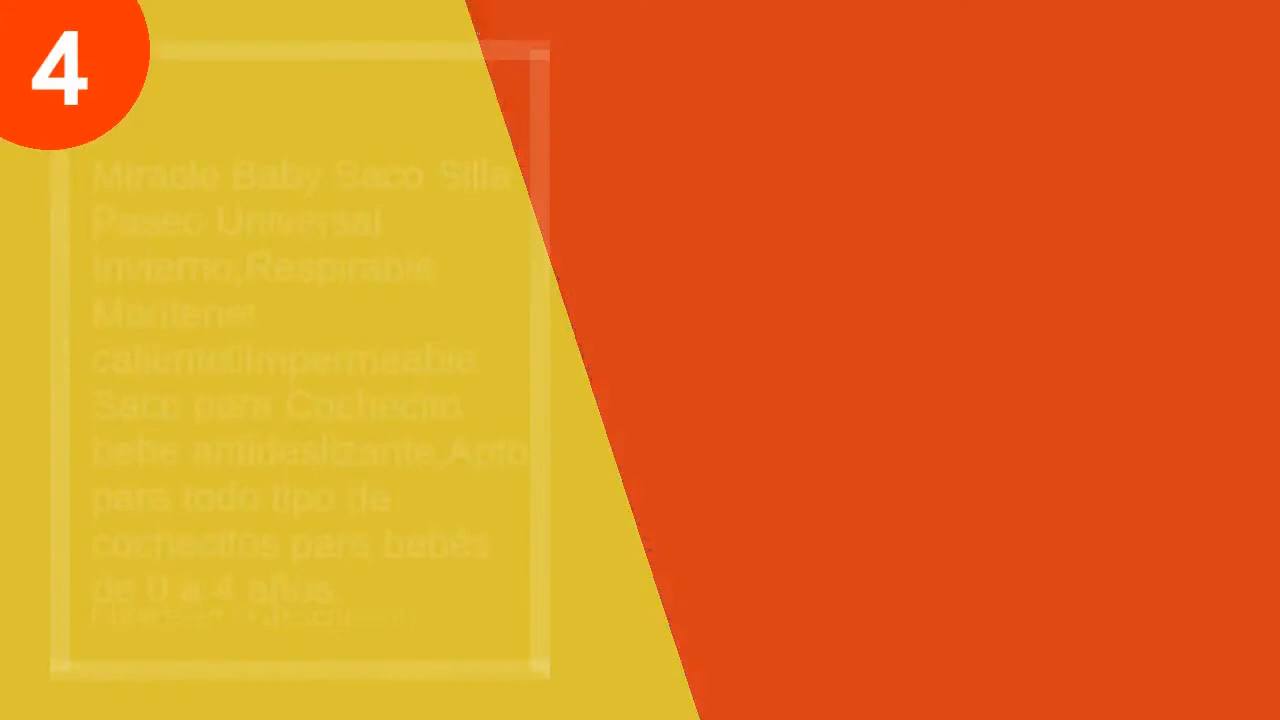 4
Miracle Baby Saco Silla
Paseo Universal
Invierno,Respirable
Mantener
caliente Impermeable
Saco para Cochecito
bebe antideslizante,Apto
para todo tipo de
cochecitos para bebés
de 0 a 4 años.